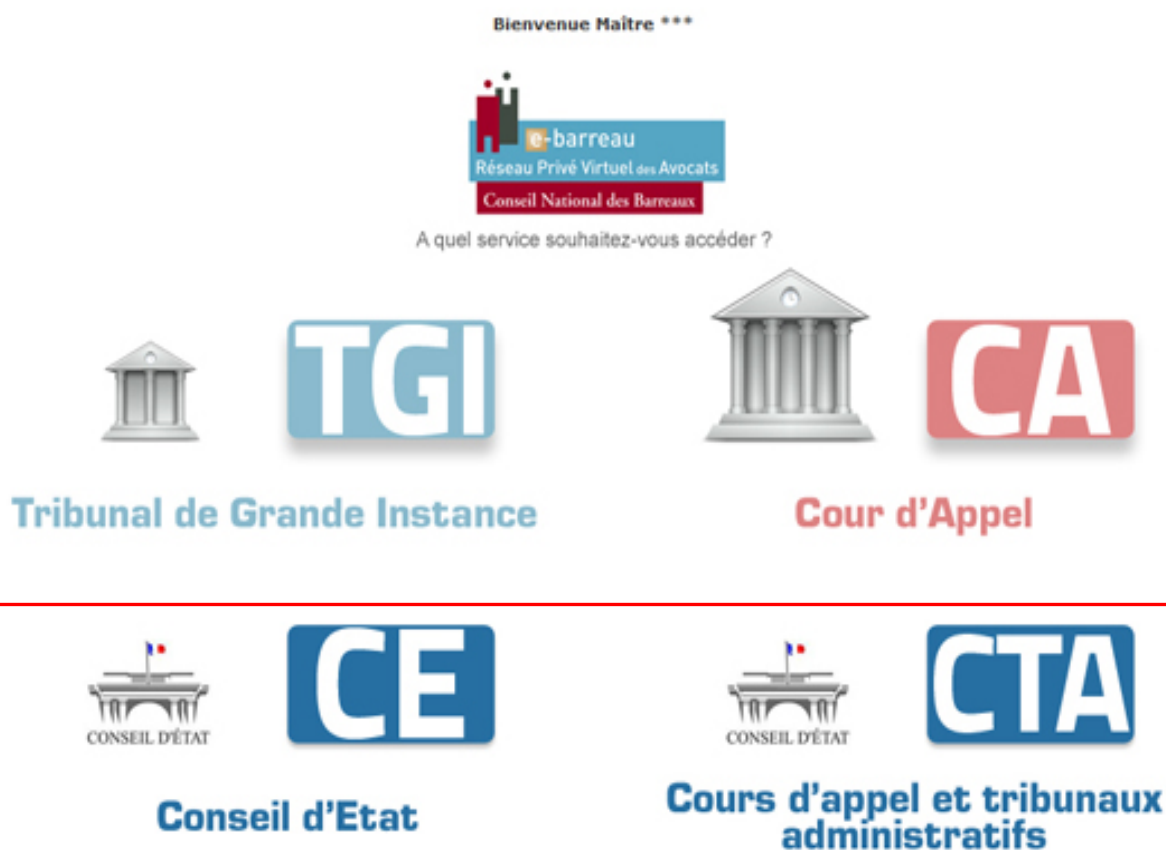 Bienvenue Maître ***
e-barreau
Réseau Privé Virtuel des Avocats
Conseil National des Barreaux
A quel service souhaitez-vous accéder ?
TGI
CA
Tribunal de Grande Instance
Cour d'Appel
CONSEIL D'ÉTAT
CE
CONSEIL D'ÉTAT
CTA
Conseil d'Etat
Cours d'appel et tribunaux
administratifs